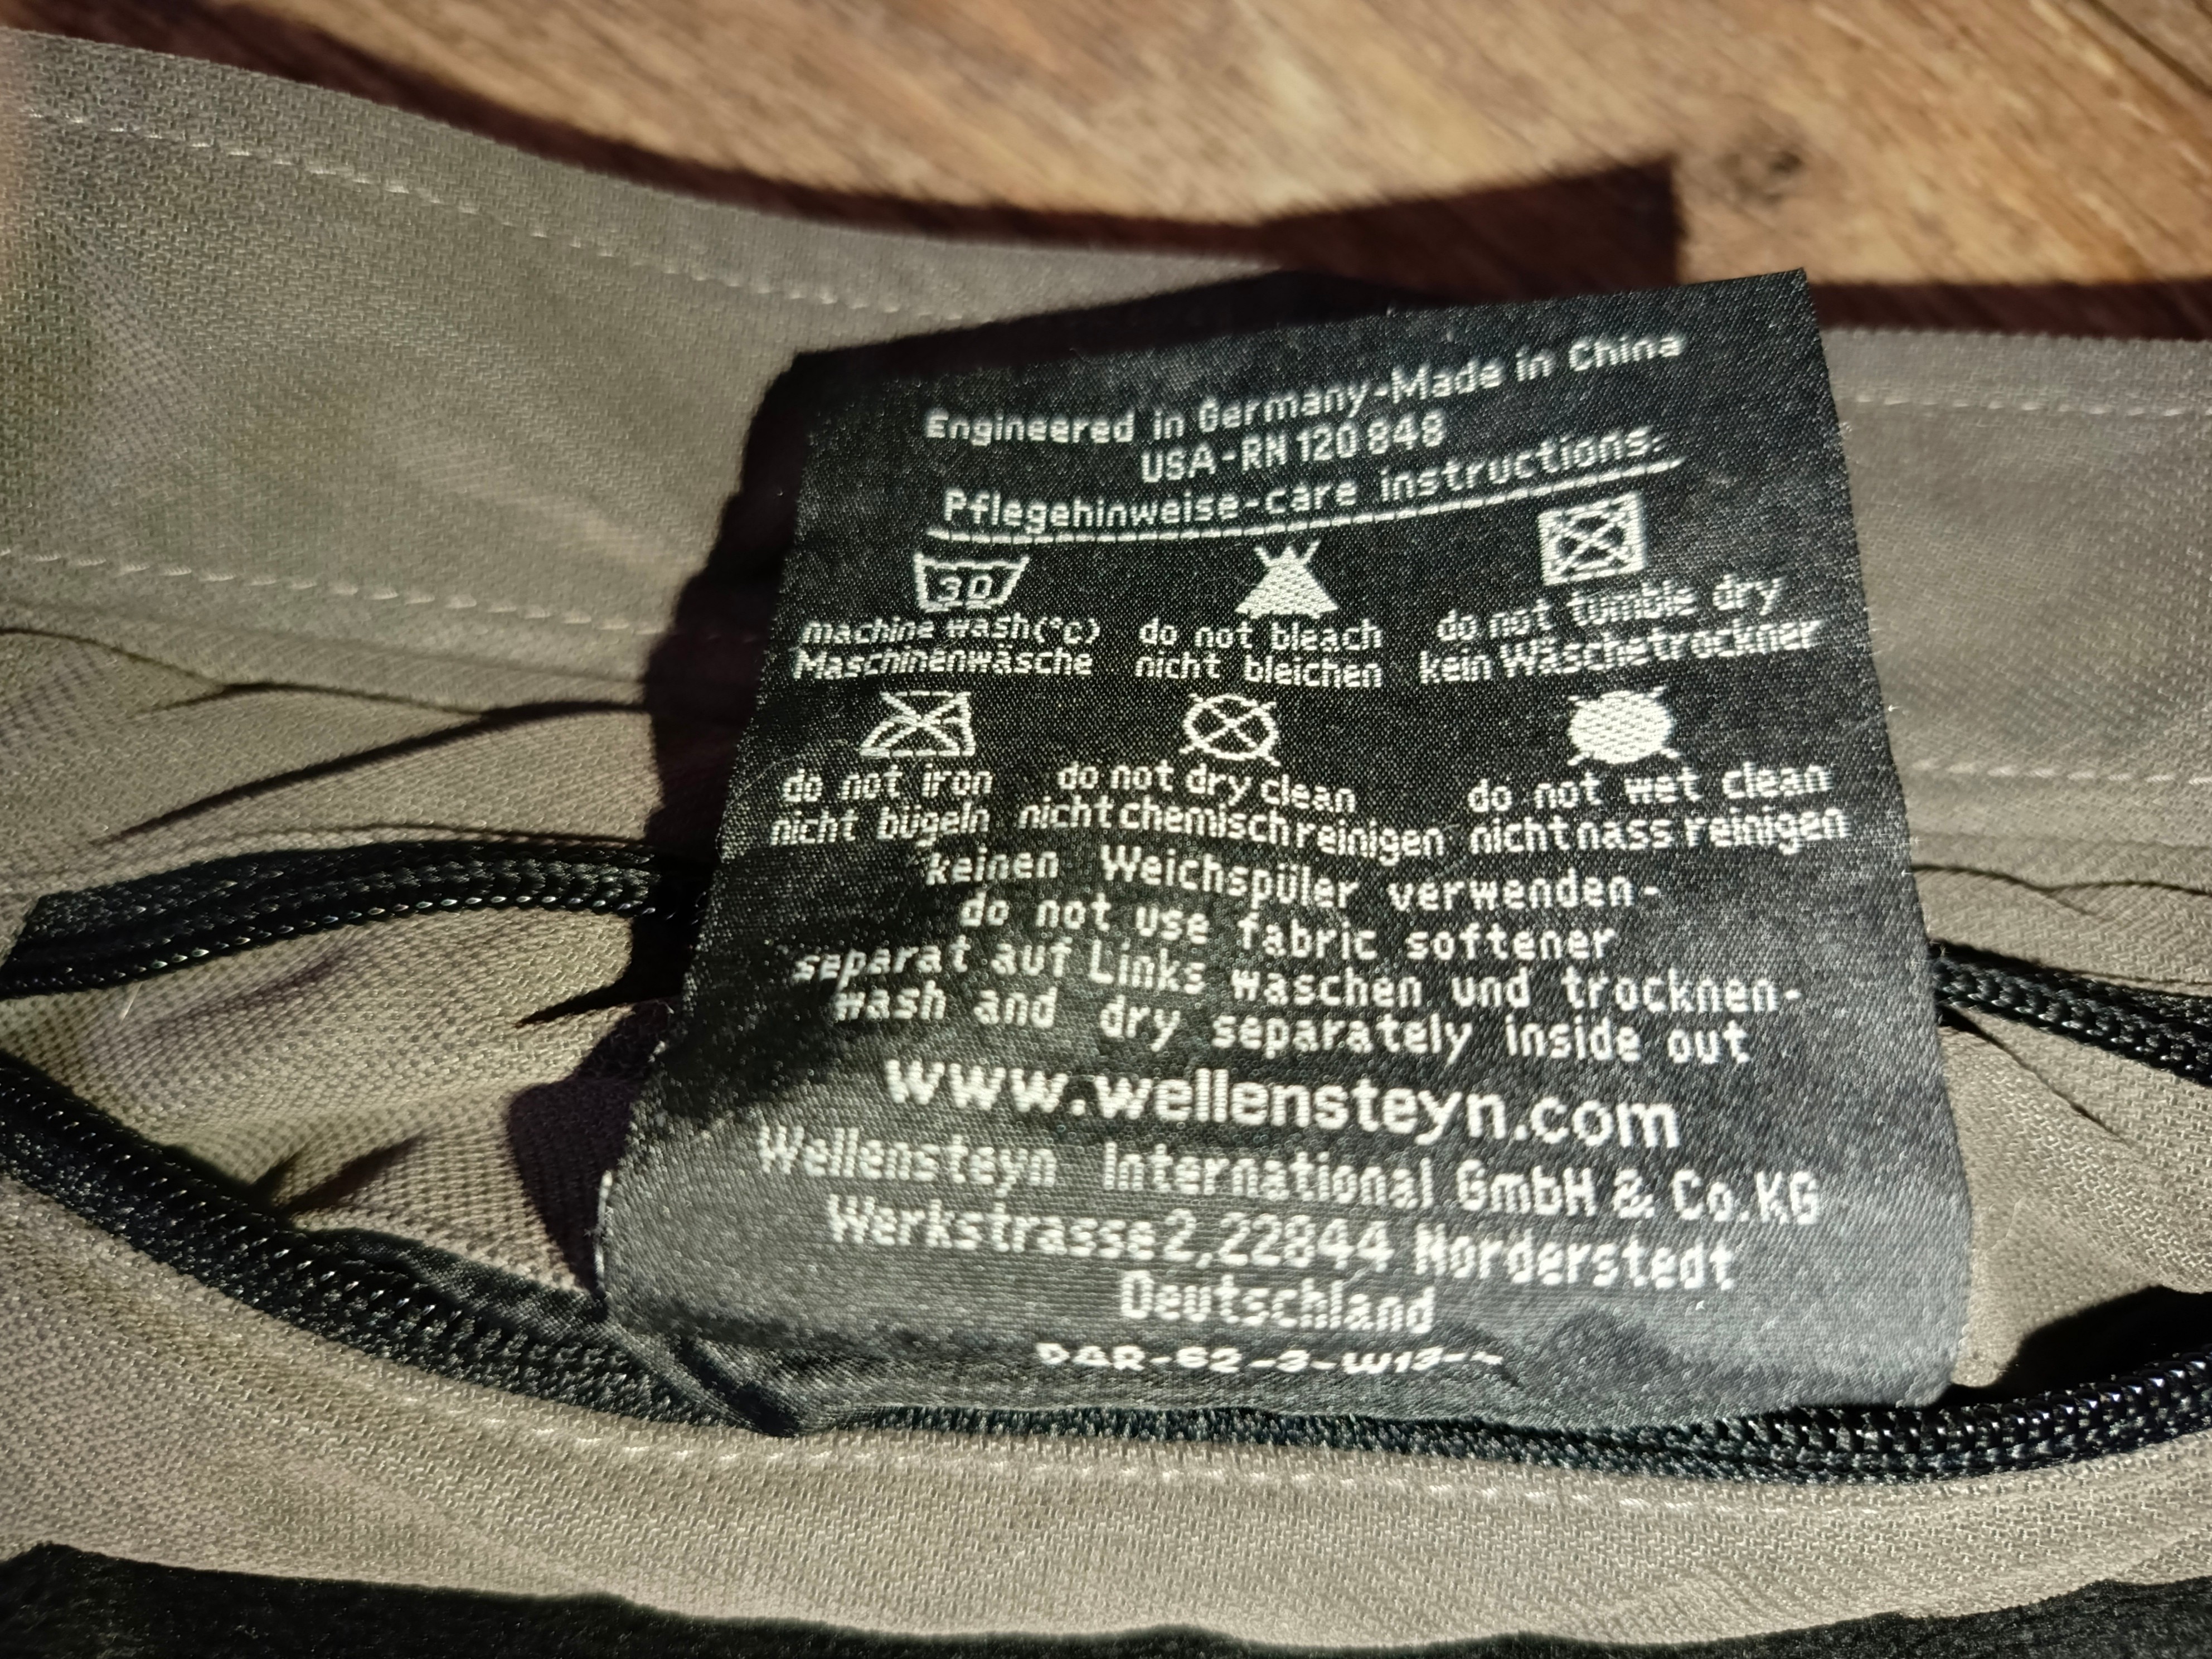 Engineered in Germany-Made in China
USA-RN 120 848
Pflegehinweise-care instructions:
30
machine wash(°C) do not bleach do not tumble dry
Maschinenwäsche nicht bleichen kein Wäschetrockner
do not iron do not dry clean do not wet clean
nicht bügeln nicht chemisch reinigen nicht nass reinigen
keinen Weichspüler verwenden-
do not use fabric softener
separat auf Links waschen und trocknen-
wash and dry separately inside out
www.wellensteyn.com
Wellensteyn International GmbH & Co.KG
Werkstrasse 2, 22844 Norderstedt
Deutschland